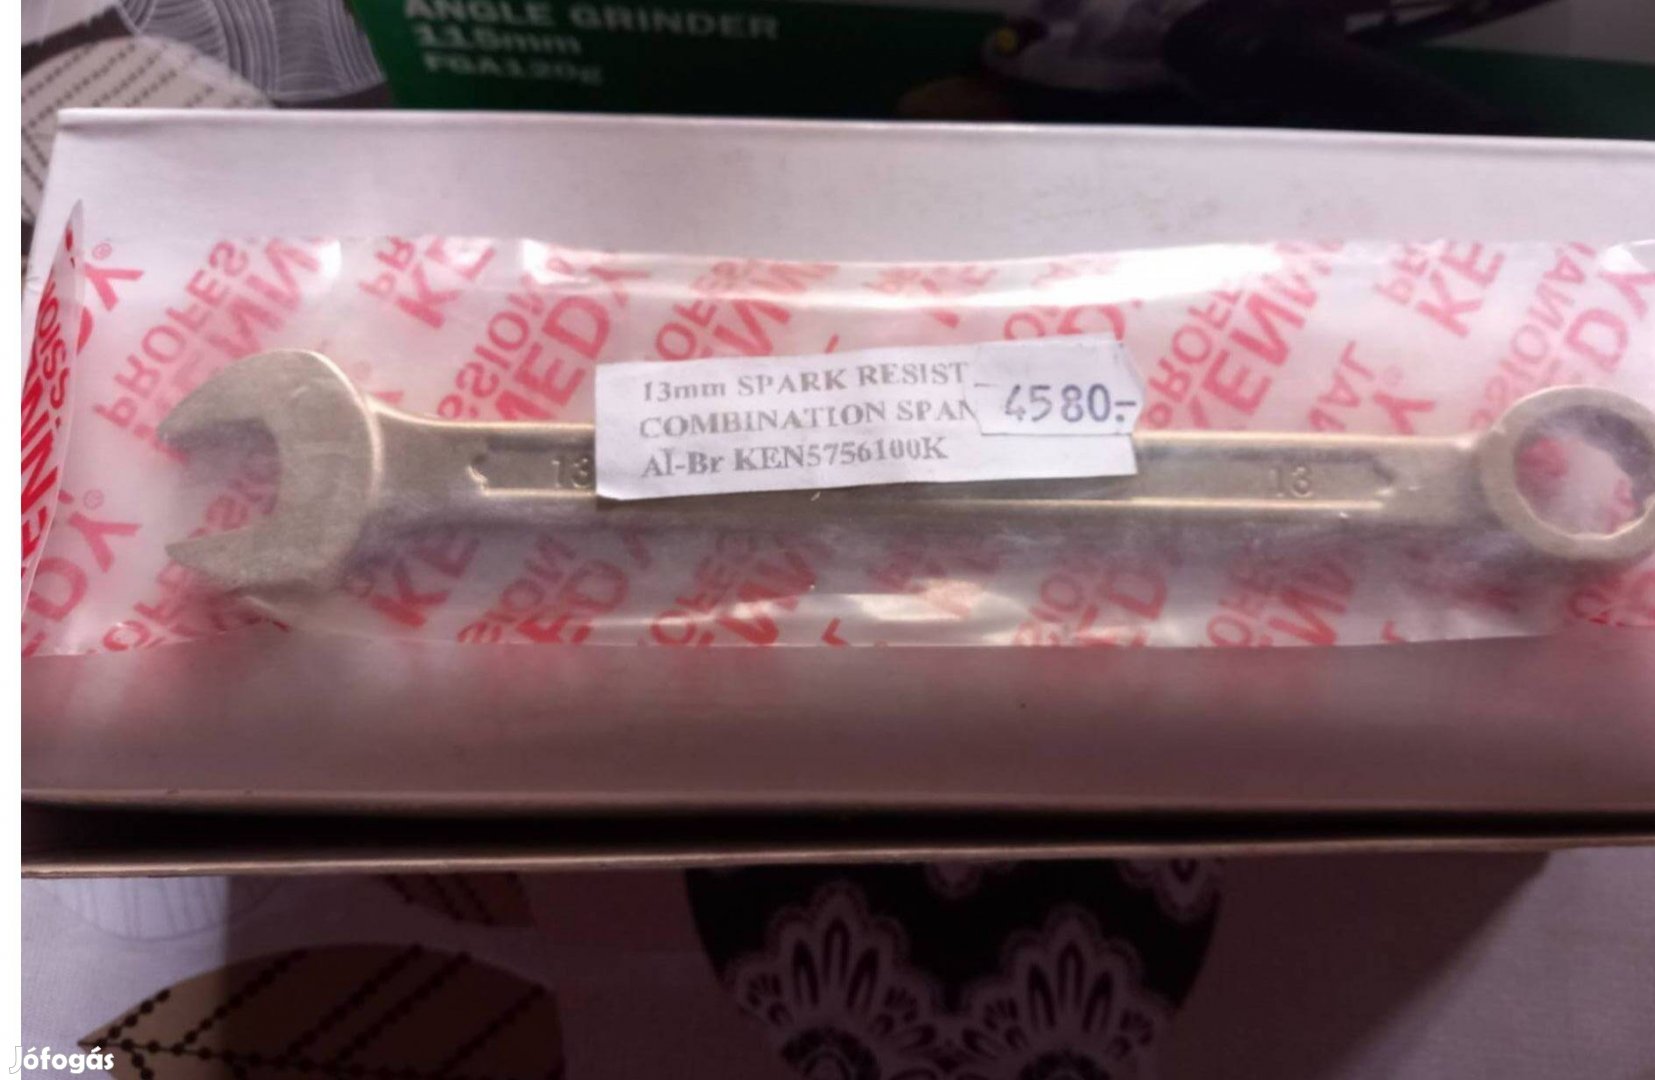 ANGLE GRINDER
115mm
PROFESSIONAL
KENNEDY
13mm SPARK RESIST
COMBINATION SPAN
Al-Br KEN5756100K
4580.-
13
13
Jófogás